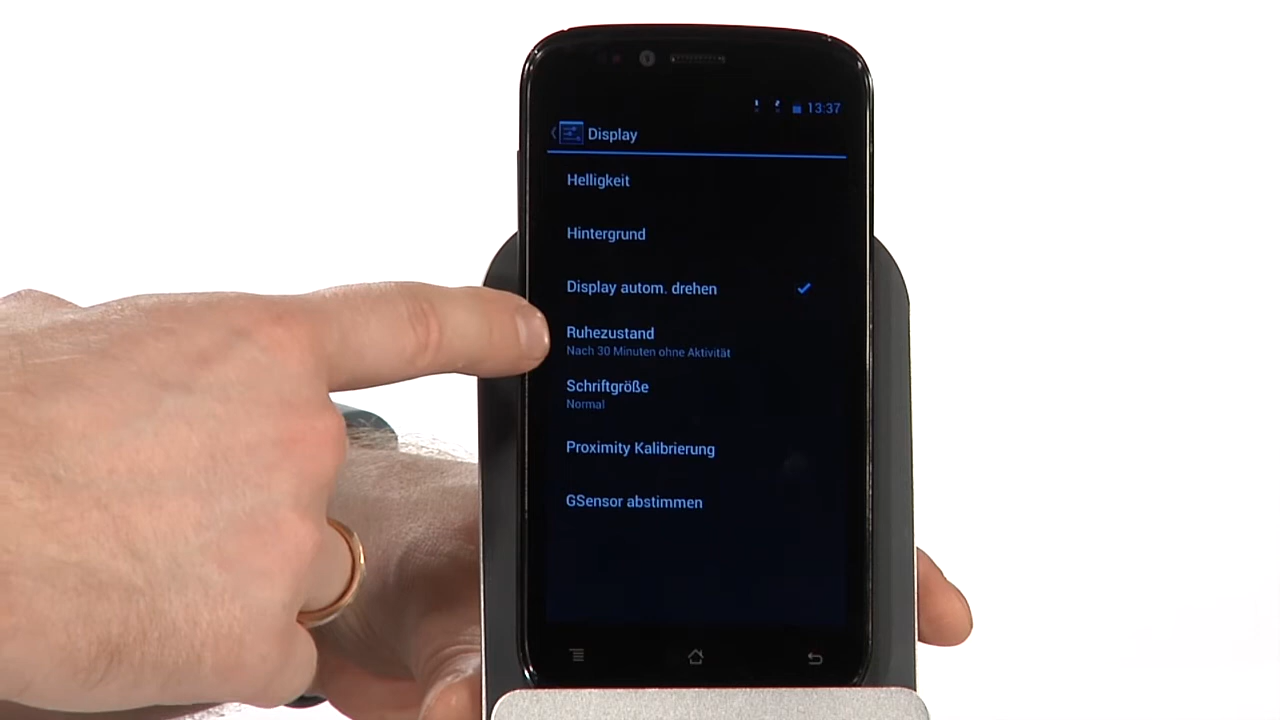 13:37
Display
Helligkeit
Hintergrund
Display autom. drehen
Ruhezustand
Nach 30 Minuten ohne Aktivität
Schriftgröße
Normal
Proximity Kalibrierung
GSensor abstimmen